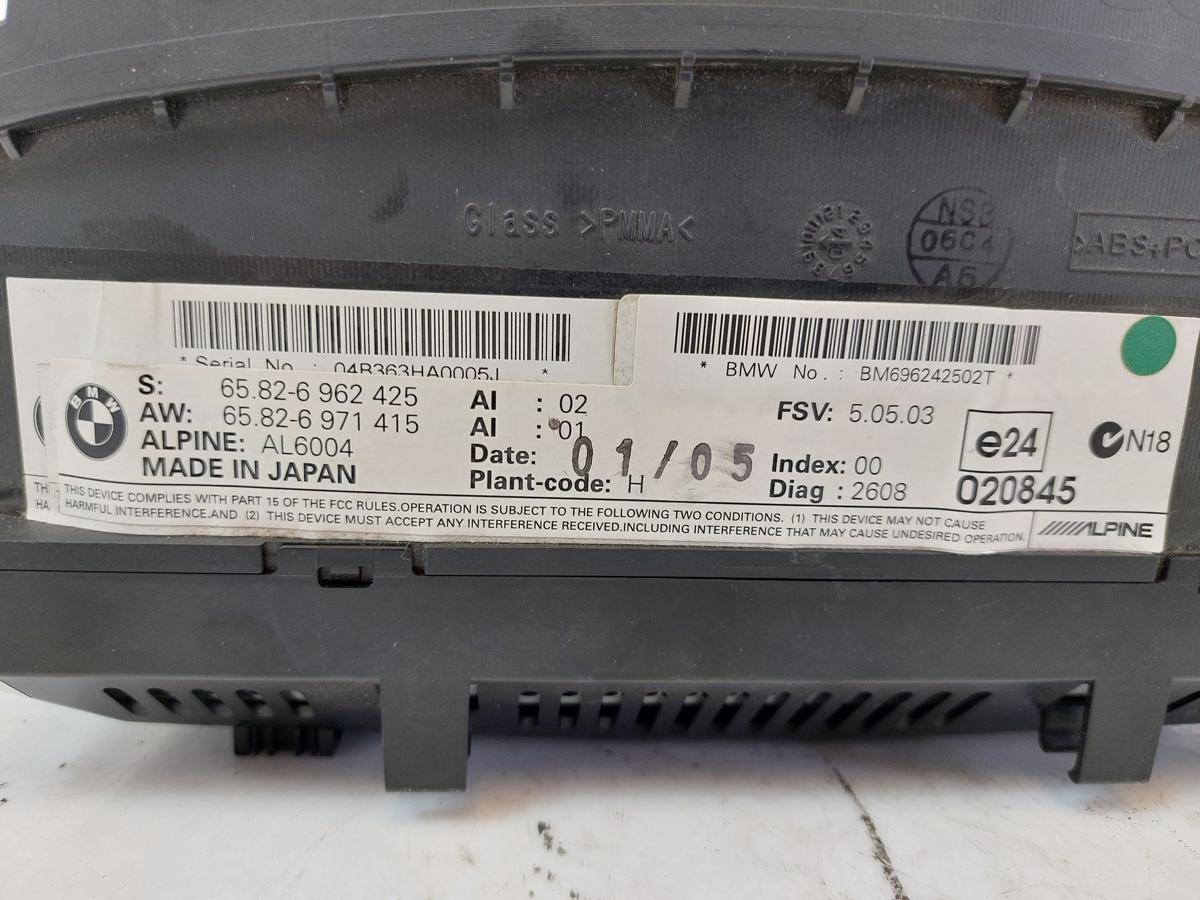 Glass >PMMA<
NS3
06C4
A6
>ABS+PC
* Serial No. : 04B363HA0005J *
* BMW No. : BM696242502T *
BMW
S: 65.82-6 962 425
AW: 65.82-6 971 415
ALPINE: AL6004
MADE IN JAPAN
AI : 02
AI : 01
Date: 01/05
Plant-code: H
FSV: 5.05.03
Index: 00
Diag : 2608
e24
020845
N18
TH
HA
THIS DEVICE COMPLIES WITH PART 15 OF THE FCC RULES.OPERATION IS SUBJECT TO THE FOLLOWING TWO CONDITIONS. (1) THIS DEVICE MAY NOT CAUSE
HARMFUL INTERFERENCE.AND (2) THIS DEVICE MUST ACCEPT ANY INTERFERENCE RECEIVED.INCLUDING INTERFERENCE THAT MAY CAUSE UNDESIRED OPERATION.
ALPINE